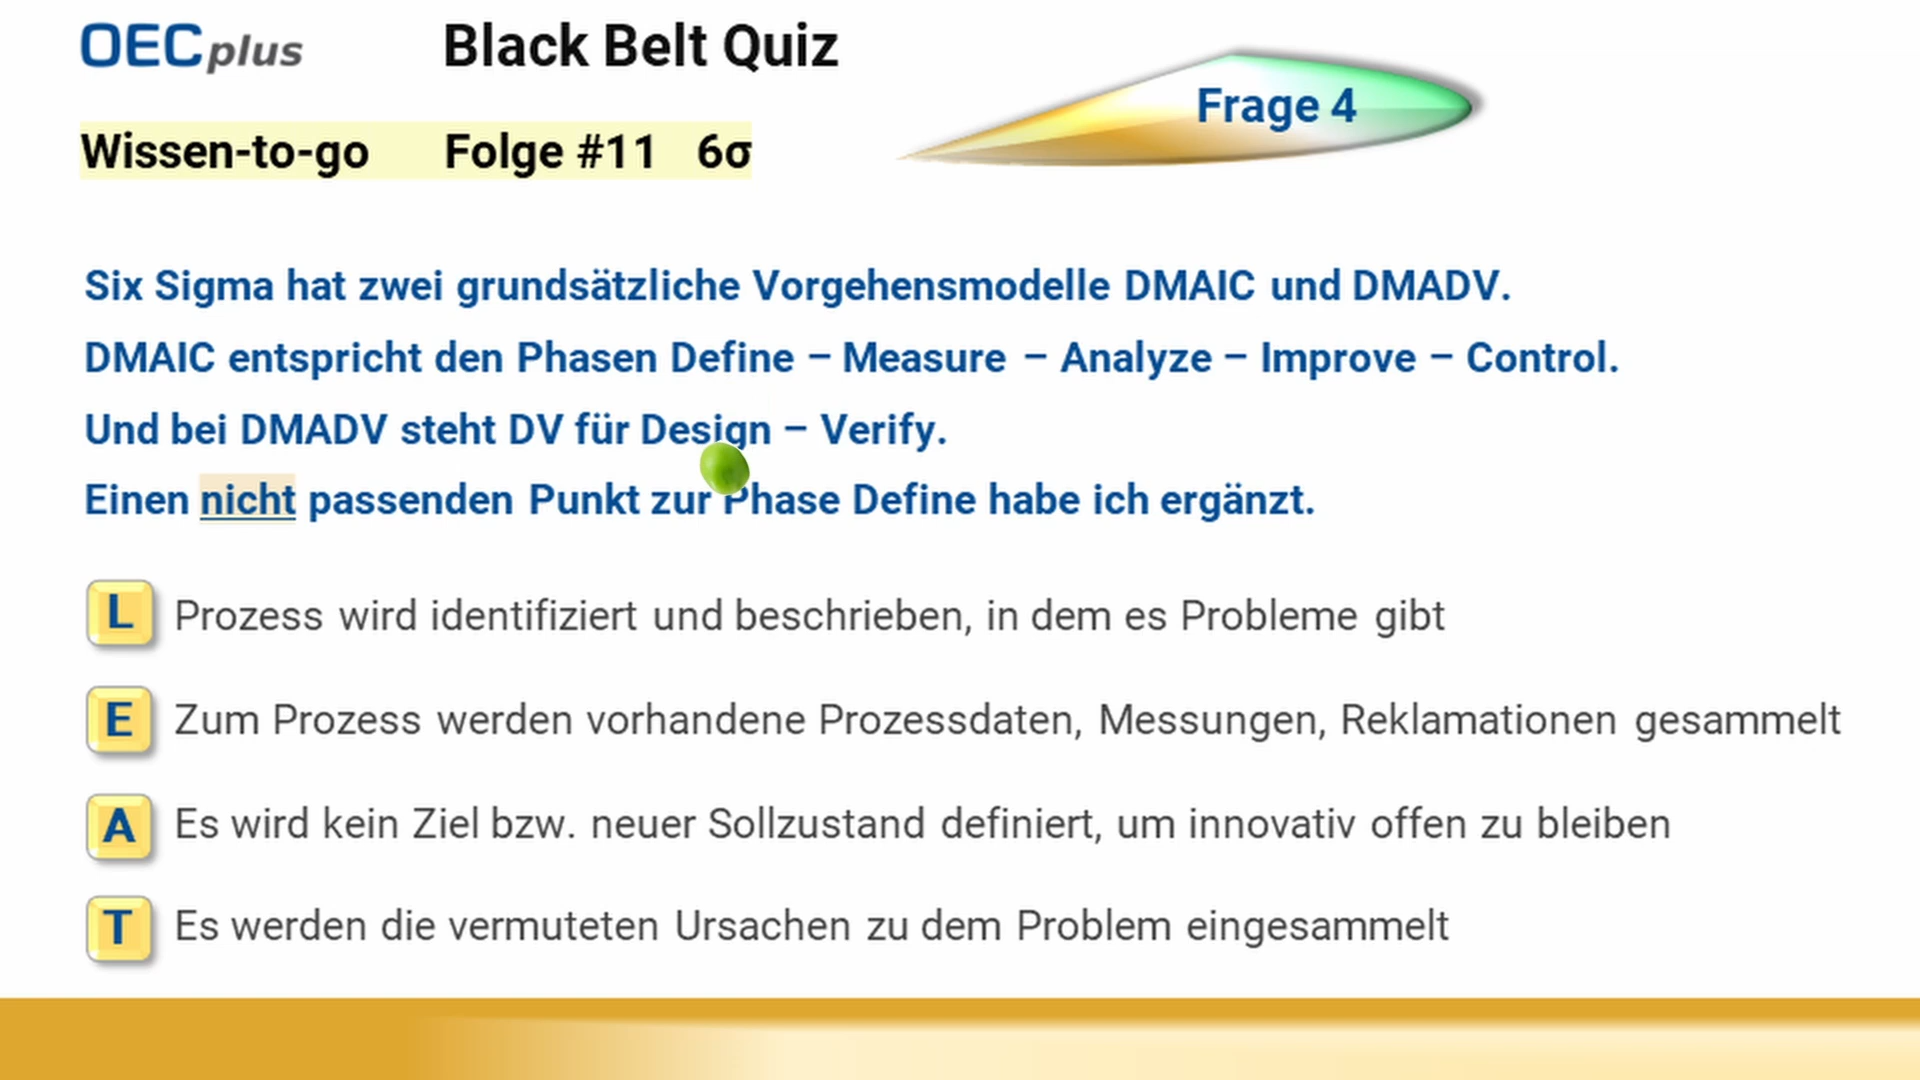 OECplus
Black Belt Quiz
Frage 4
Wissen-to-go Folge #11 6σ
Six Sigma hat zwei grundsätzliche Vorgehensmodelle DMAIC und DMADV.
DMAIC entspricht den Phasen Define – Measure – Analyze – Improve – Control.
Und bei DMADV steht DV für Design – Verify.
Einen nicht passenden Punkt zur Phase Define habe ich ergänzt.
L Prozess wird identifiziert und beschrieben, in dem es Probleme gibt
E Zum Prozess werden vorhandene Prozessdaten, Messungen, Reklamationen gesammelt
A Es wird kein Ziel bzw. neuer Sollzustand definiert, um innovativ offen zu bleiben
T Es werden die vermuteten Ursachen zu dem Problem eingesammelt